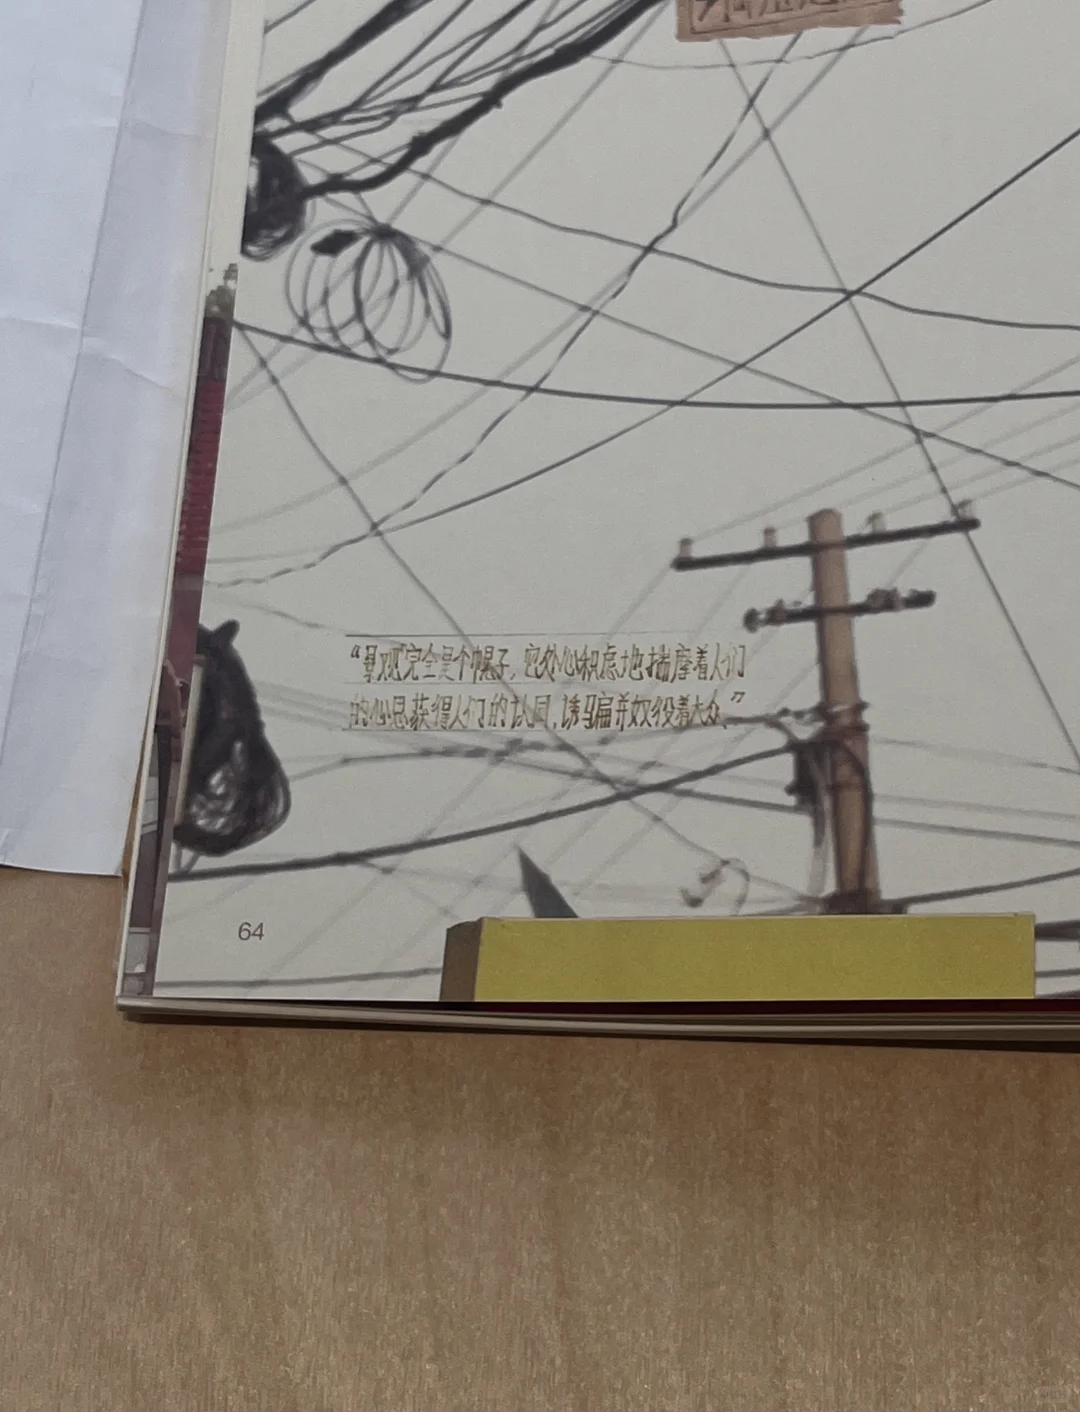 “景观完全是个幌子，它处心积虑地揣摩着人们
的心思获得人们的认同，诱骗并奴役着大众。”
64